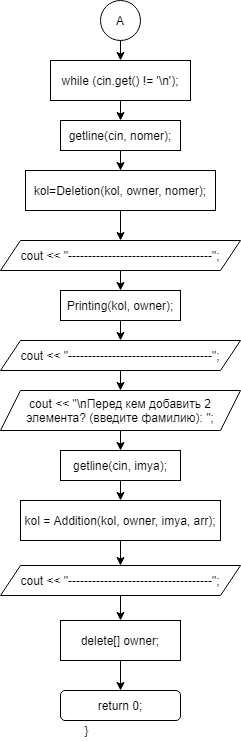 A
while (cin.get() != '\n');
getline(cin, nomer);
kol=Deletion(kol, owner, nomer);
cout << "------------------------------------";
Printing(kol, owner);
cout << "------------------------------------";
cout << "\nПеред кем добавить 2
элемента? (введите фамилию): ";
getline(cin, imya);
kol = Addition(kol, owner, imya, arr);
cout << "------------------------------------";
delete[] owner;
return 0;
}